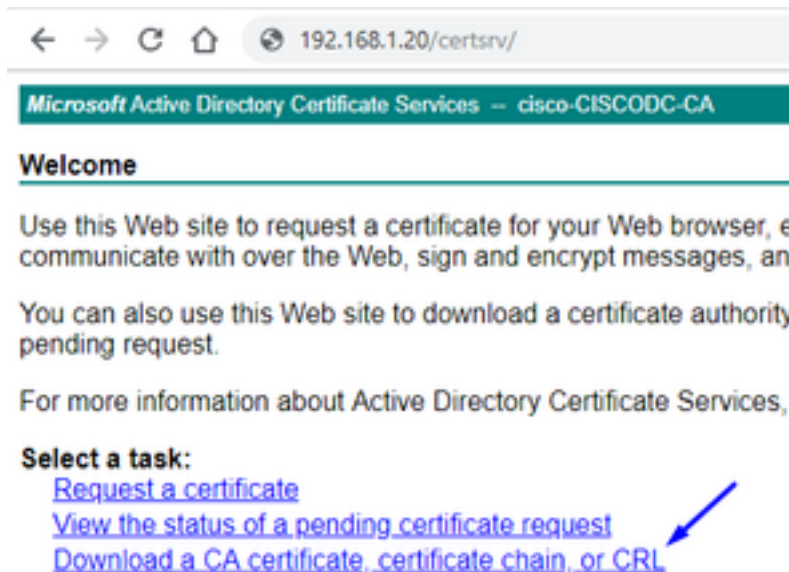 192.168.1.20/certsrv/
Microsoft Active Directory Certificate Services -- cisco-CISCODC-CA
Welcome
Use this Web site to request a certificate for your Web browser, e
communicate with over the Web, sign and encrypt messages, an
You can also use this Web site to download a certificate authority
pending request.
For more information about Active Directory Certificate Services,
Select a task:
Request a certificate
View the status of a pending certificate request
Download a CA certificate, certificate chain, or CRL